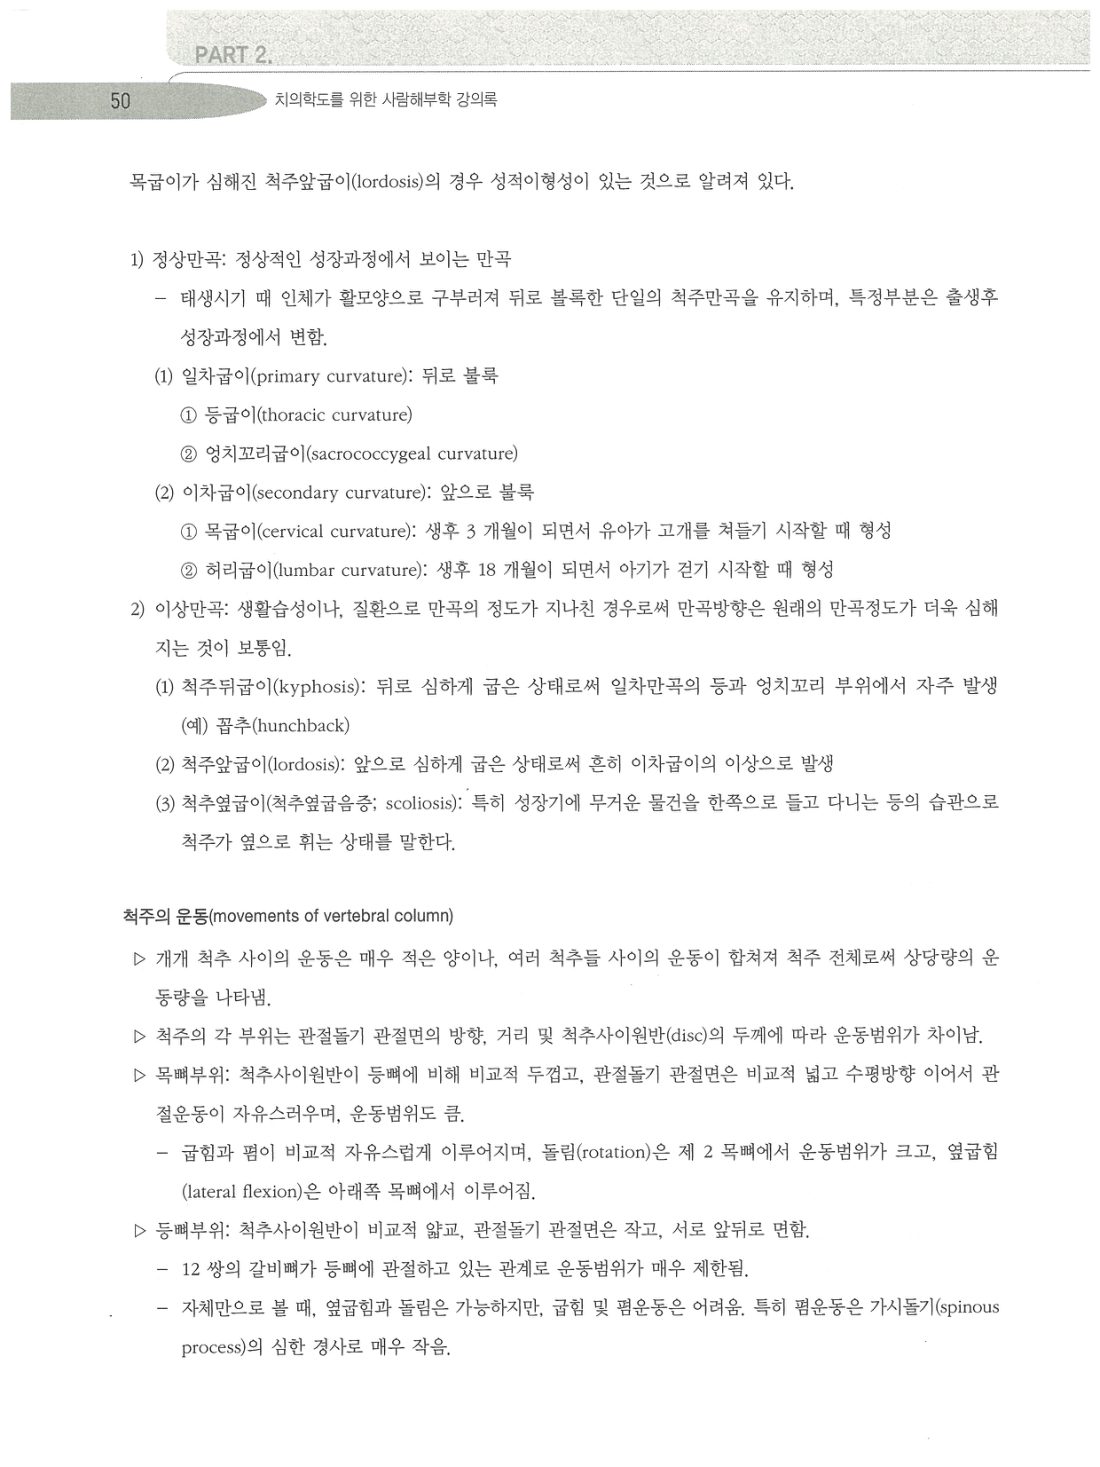 PART 2.
50
치의학도를 위한 사람해부학 강의록
목굽이가 심해진 척주앞굽이(lordosis)의 경우 성적이형성이 있는 것으로 알려져 있다.
1) 정상만곡: 정상적인 성장과정에서 보이는 만곡
– 태생시기 때 인체가 활모양으로 구부러져 뒤로 볼록한 단일의 척주만곡을 유지하며, 특정부분은 출생후
성장과정에서 변함.
(1) 일차굽이(primary curvature): 뒤로 불룩
① 등굽이(thoracic curvature)
② 엉치꼬리굽이(sacrococcygeal curvature)
(2) 이차굽이(secondary curvature): 앞으로 불룩
① 목굽이(cervical curvature): 생후 3 개월이 되면서 유아가 고개를 쳐들기 시작할 때 형성
② 허리굽이(lumbar curvature): 생후 18 개월이 되면서 아기가 걷기 시작할 때 형성
2) 이상만곡: 생활습성이나, 질환으로 만곡의 정도가 지나친 경우로써 만곡방향은 원래의 만곡정도가 더욱 심해
지는 것이 보통임.
(1) 척주뒤굽이(kyphosis): 뒤로 심하게 굽은 상태로써 일차만곡의 등과 엉치꼬리 부위에서 자주 발생
(예) 꼽추(hunchback)
(2) 척주앞굽이(lordosis): 앞으로 심하게 굽은 상태로써 흔히 이차굽이의 이상으로 발생
(3) 척추옆굽이(척추옆굽음증; scoliosis): 특히 성장기에 무거운 물건을 한쪽으로 들고 다니는 등의 습관으로
척주가 옆으로 휘는 상태를 말한다.
척주의 운동(movements of vertebral column)
▷ 개개 척추 사이의 운동은 매우 적은 양이나, 여러 척추들 사이의 운동이 합쳐져 척주 전체로써 상당량의 운
동량을 나타냄.
▷ 척주의 각 부위는 관절돌기 관절면의 방향, 거리 및 척추사이원반(disc)의 두께에 따라 운동범위가 차이남.
▷ 목뼈부위: 척추사이원반이 등뼈에 비해 비교적 두껍고, 관절돌기 관절면은 비교적 넓고 수평방향 이어서 관
절운동이 자유스러우며, 운동범위도 큼.
– 굽힘과 폄이 비교적 자유스럽게 이루어지며, 돌림(rotation)은 제 2 목뼈에서 운동범위가 크고, 옆굽힘
(lateral flexion)은 아래쪽 목뼈에서 이루어짐.
▷ 등뼈부위: 척추사이원반이 비교적 얇교, 관절돌기 관절면은 작고, 서로 앞뒤로 면함.
– 12 쌍의 갈비뼈가 등뼈에 관절하고 있는 관계로 운동범위가 매우 제한됨.
– 자체만으로 볼 때, 옆굽힘과 돌림은 가능하지만, 굽힘 및 폄운동은 어려움. 특히 폄운동은 가시돌기(spinous
process)의 심한 경사로 매우 작음.